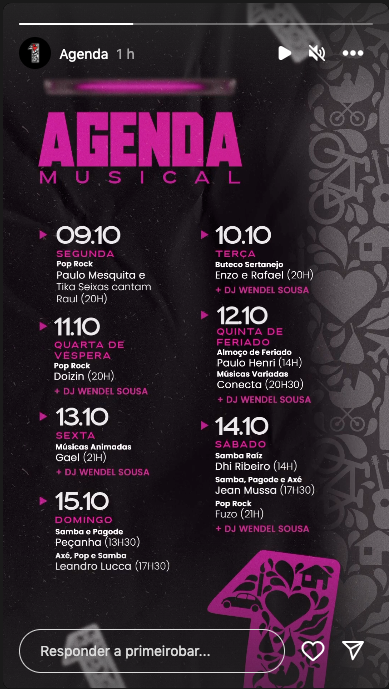 Agenda 1 h
AGENDA
MUSICAL
09.10
SEGUNDA
Pop Rock
Paulo Mesquita e
Tika Seixas cantam
Raul (20H)
10.10
TERÇA
Buteco Sertanejo
Enzo e Rafael (20H)
+ DJ WENDEL SOUSA
11.10
QUARTA DE
VÉSPERA
Pop Rock
Doizin (20H)
+ DJ WENDEL SOUSA
12.10
QUINTA DE
FERIADO
Almoço de Feriado
Paulo Henri (14H)
Músicas Variadas
Conecta (20H30)
+ DJ WENDEL SOUSA
13.10
SEXTA
Músicas Animadas
Gael (21H)
+ DJ WENDEL SOUSA
14.10
SABADO
Samba Raíz
Dhi Ribeiro (14H)
Samba, Pagode e Axé
Jean Mussa (17H30)
Pop Rock
Fuzo (21H)
+ DJ WENDEL SOUSA
15.10
DOMINGO
Samba e Pagode
Peçanha (13H30)
Axé, Pop e Samba
Leandro Lucca (17H30)
Responder a primeirobar...